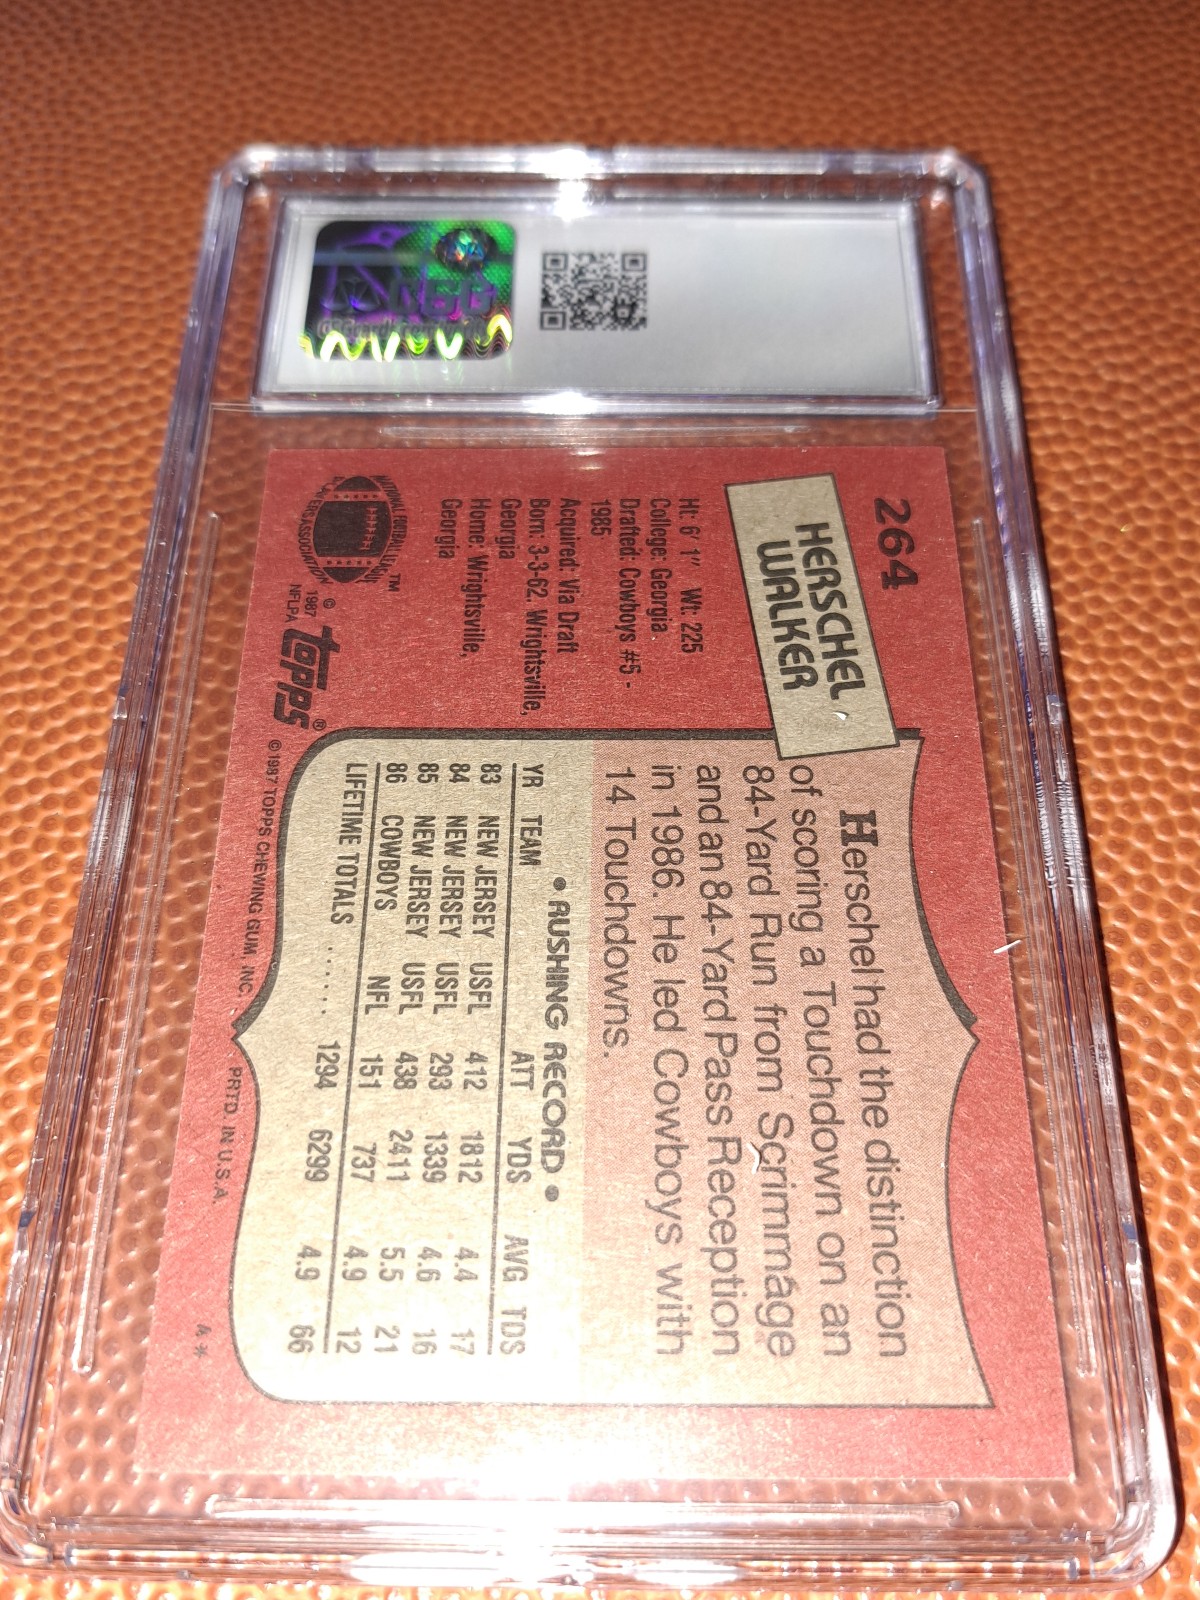 264
HERSCHEL
WALKER
Ht: 6' 1" Wt: 225
College: Georgia
Drafted: Cowboys #5 -
1985
Acquired: Via Draft
Born: 3-3-62, Wrightsville,
Georgia
Home: Wrightsville,
Georgia
NATIONAL FOOTBALL LEAGUE
PLAYERS ASSOCIATION
TM
© 1987
NFLPA
topps®
Herschel had the distinction
of scoring a Touchdown on an
84-Yard Run from Scrimmage
and an 84-Yard Pass Reception
in 1986. He led Cowboys with
14 Touchdowns.
• RUSHING RECORD •
YR TEAM ATT YDS AVG TDS
83 NEW JERSEY USFL 412 1812 4.4 17
84 NEW JERSEY USFL 293 1339 4.6 16
85 NEW JERSEY USFL 438 2411 5.5 21
86 COWBOYS NFL 151 737 4.9 12
LIFETIME TOTALS ...... 1294 6299 4.9 66
© 1987 TOPPS CHEWING GUM, INC. PRTD. IN U.S.A.